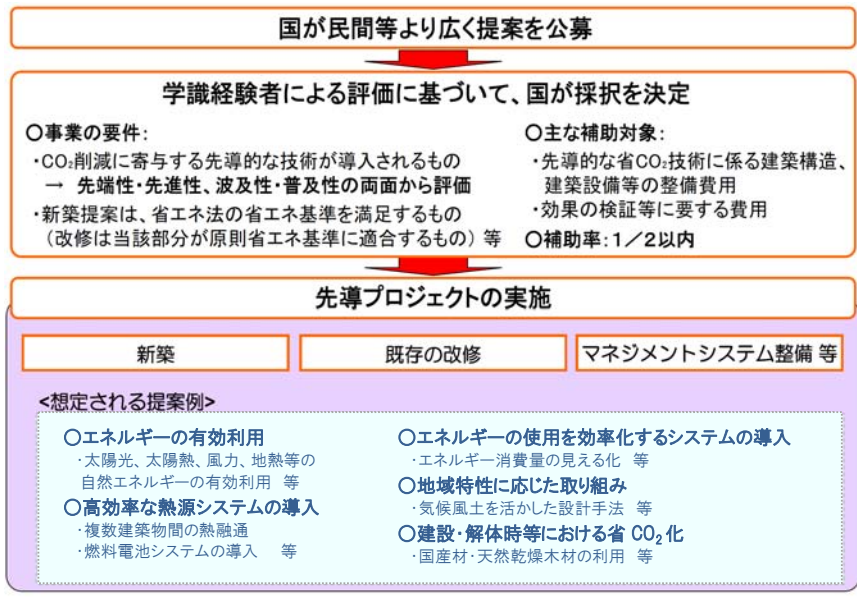 国が民間等より広く提案を公募
学識経験者による評価に基づいて、国が採択を決定
○事業の要件:
・CO₂削減に寄与する先導的な技術が導入されるもの
→ 先端性・先進性、波及性・普及性の両面から評価
・新築提案は、省エネ法の省エネ基準を満足するもの
(改修は当該部分が原則省エネ基準に適合するもの) 等
○主な補助対象:
・先導的な省CO₂技術に係る建築構造、
建築設備等の整備費用
・効果の検証等に要する費用
○補助率:1/2以内
先導プロジェクトの実施
新築
既存の改修
マネジメントシステム整備 等
<想定される提案例>
○エネルギーの有効利用
・太陽光、太陽熱、風力、地熱等の
自然エネルギーの有効利用 等
○高効率な熱源システムの導入
・複数建築物間の熱融通
・燃料電池システムの導入 等
○エネルギーの使用を効率化するシステムの導入
・エネルギー消費量の見える化 等
○地域特性に応じた取り組み
・気候風土を活かした設計手法 等
○建設・解体時等における省 CO₂ 化
・国産材・天然乾燥木材の利用 等